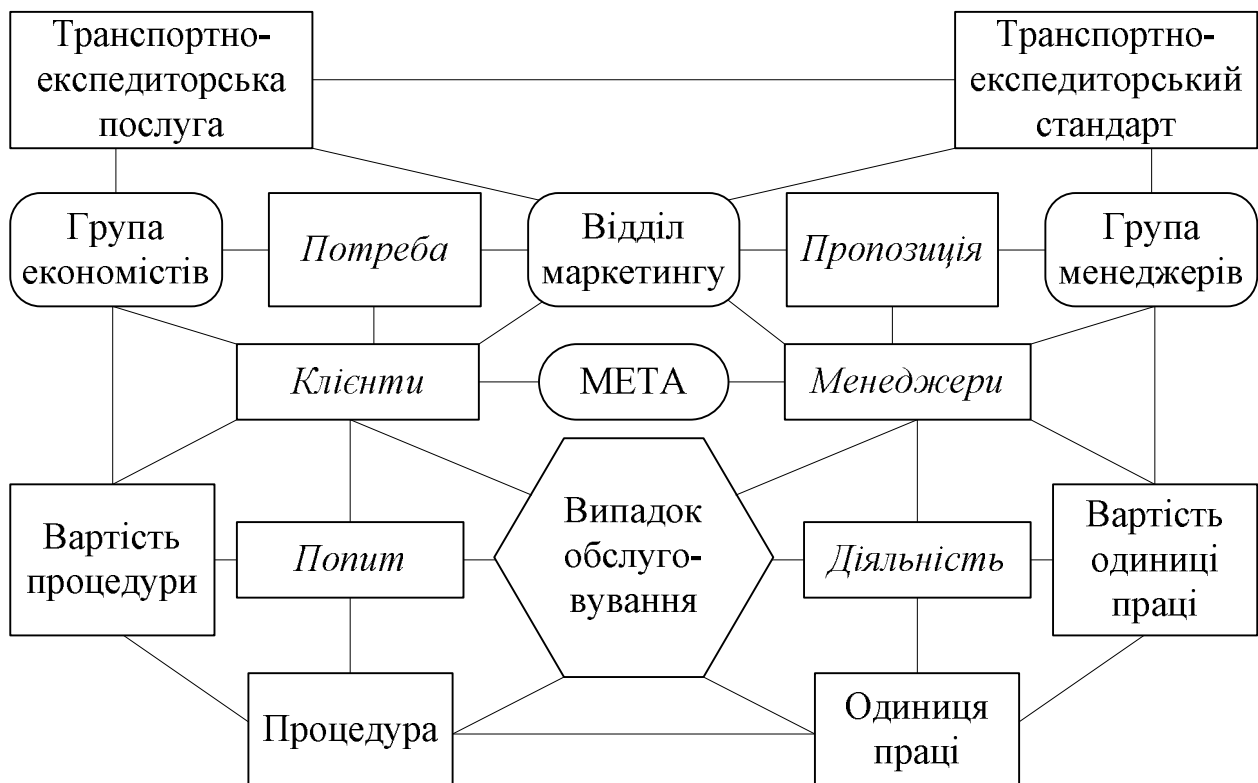 Транспортно-
експедиторська
послуга
Транспортно-
експедиторський
стандарт
Група
економістів
Потреба
Відділ
маркетингу
Пропозиція
Група
менеджерів
Клієнти
МЕТА
Менеджери
Вартість
процедури
Попит
Випадок
обслуго-
вування
Діяльність
Вартість
одиниці
праці
Процедура
Одиниця
праці